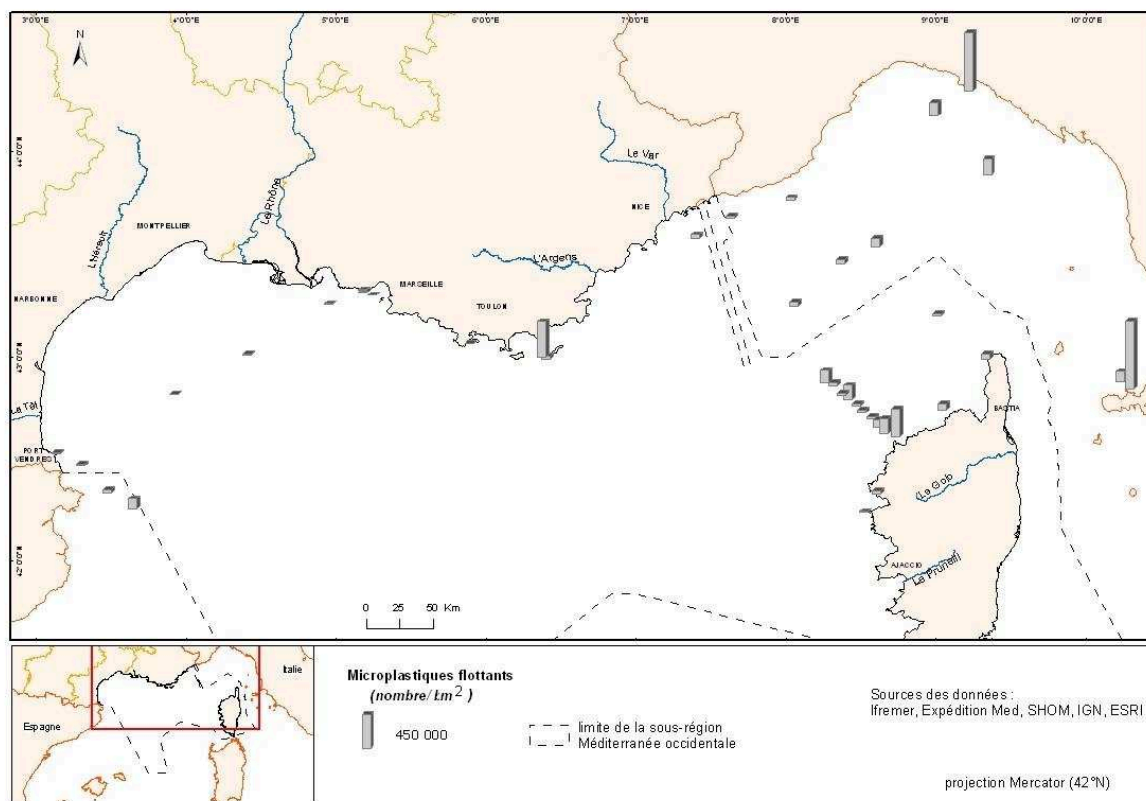 3°0'0"E 4°0'0"E 5°0'0"E 6°0'0"E 7°0'0"E 8°0'0"E 9°0'0"E 10°0'0"E
N
44°0'0"N
Le Var
NICE
Le Rhône
MONTPELLIER
L'Hérault
L'Argens
MARSEILLE
NARBONNE
TOULON
43°0'0"N
La Têt
BASTIA
PORT
VENDRES
Le Golo
42°0'0"N
AJACCIO
Le Prunelli
0 25 50 Km
Italie
Espagne
Microplastiques flottants
(nombre/km²)
450 000
limite de la sous-région
Méditerranée occidentale
Sources des données :
Ifremer, Expédition Med, SHOM, IGN, ESRI
projection Mercator (42°N)